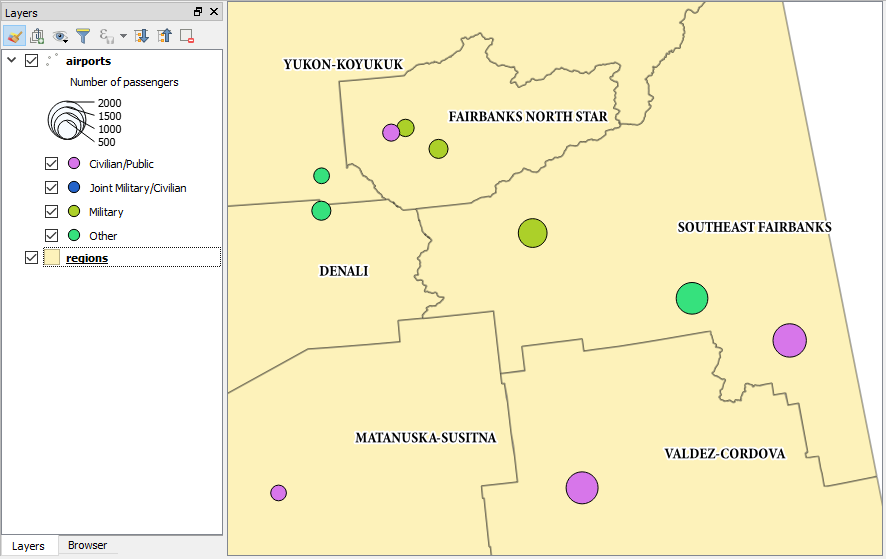 Layers
airports
Number of passengers
2000
1500
1000
500
Civilian/Public
Joint Military/Civilian
Military
Other
regions
Layers
Browser
YUKON-KOYUKUK
FAIRBANKS NORTH STAR
SOUTHEAST FAIRBANKS
DENALI
MATANUSKA-SUSITNA
VALDEZ-CORDOVA